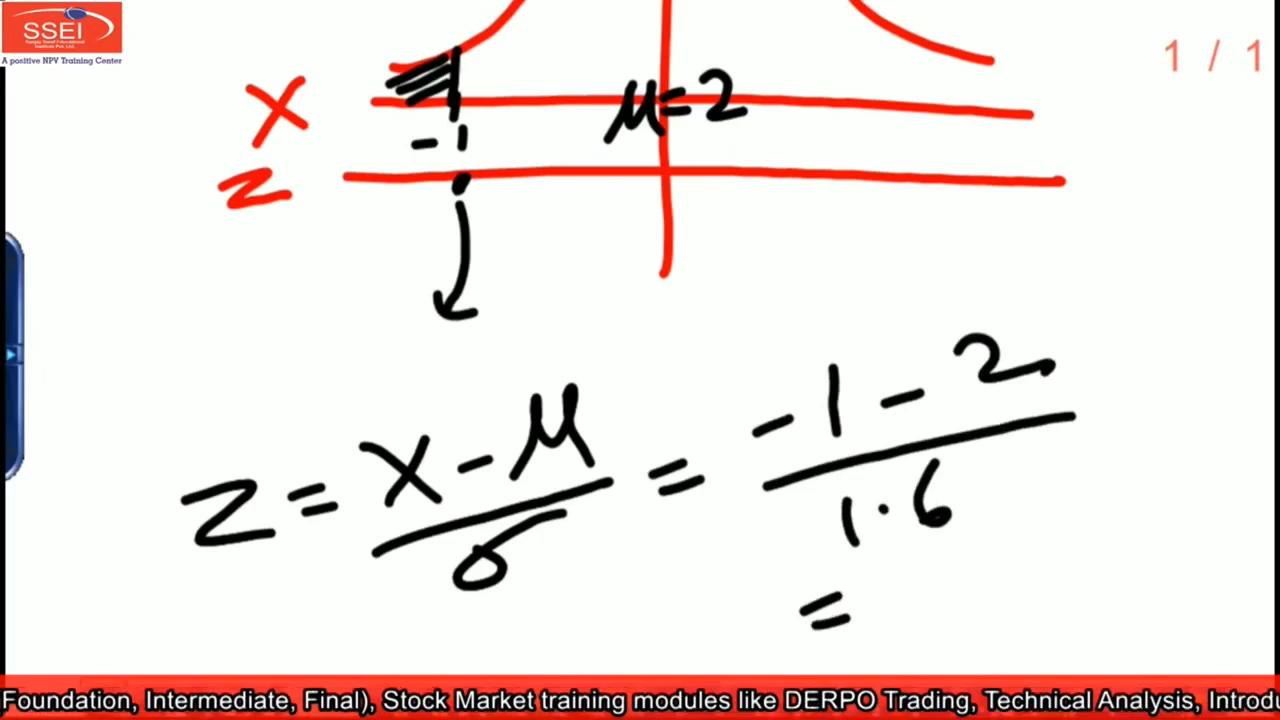 SSEI
A positive NPV Training Center
1 / 1
X
μ=2
-1
Z
Z = X - μ / σ = -1 - 2 / 1.6
=
Foundation, Intermediate, Final), Stock Market training modules like DERPO Trading, Technical Analysis, Introdu